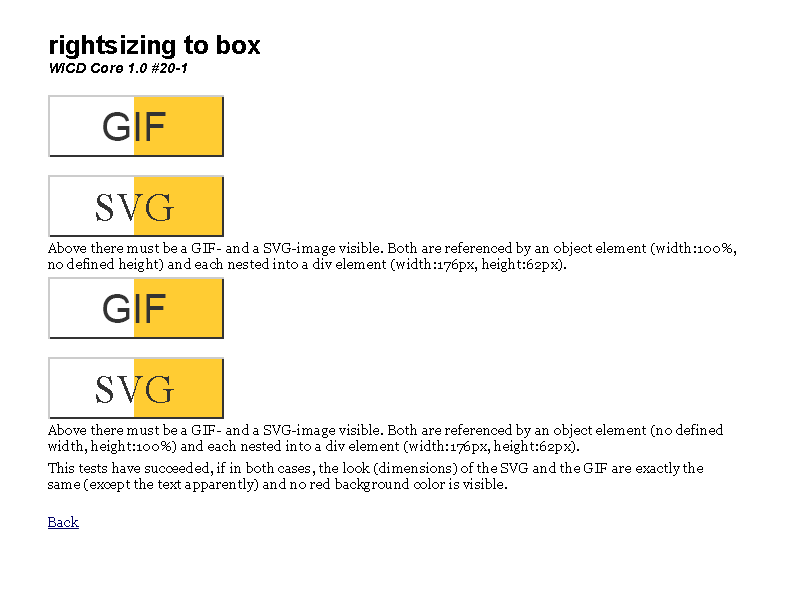 rightsizing to box
WiCD Core 1.0 #20-1
GIF
SVG
Above there must be a GIF- and a SVG-image visible. Both are referenced by an object element (width:100%,
no defined height) and each nested into a div element (width:176px, height:62px).
GIF
SVG
Above there must be a GIF- and a SVG-image visible. Both are referenced by an object element (no defined
width, height:100%) and each nested into a div element (width:176px, height:62px).
This tests have succeeded, if in both cases, the look (dimensions) of the SVG and the GIF are exactly the
same (except the text apparently) and no red background color is visible.
Back